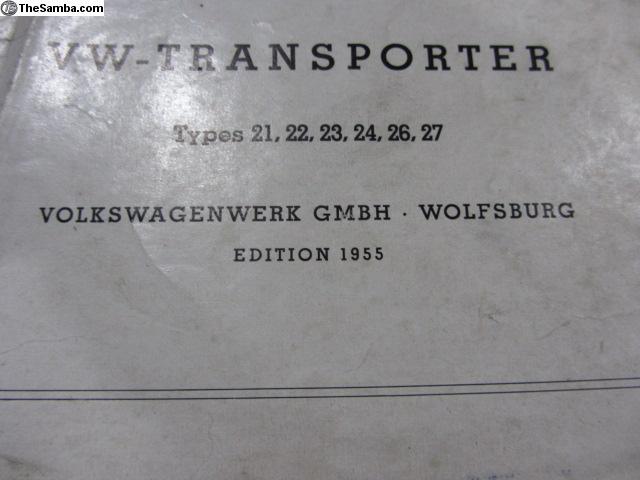 TheSamba.com
VW-TRANSPORTER
Types 21, 22, 23, 24, 26, 27
VOLKSWAGENWERK GMBH · WOLFSBURG
EDITION 1955